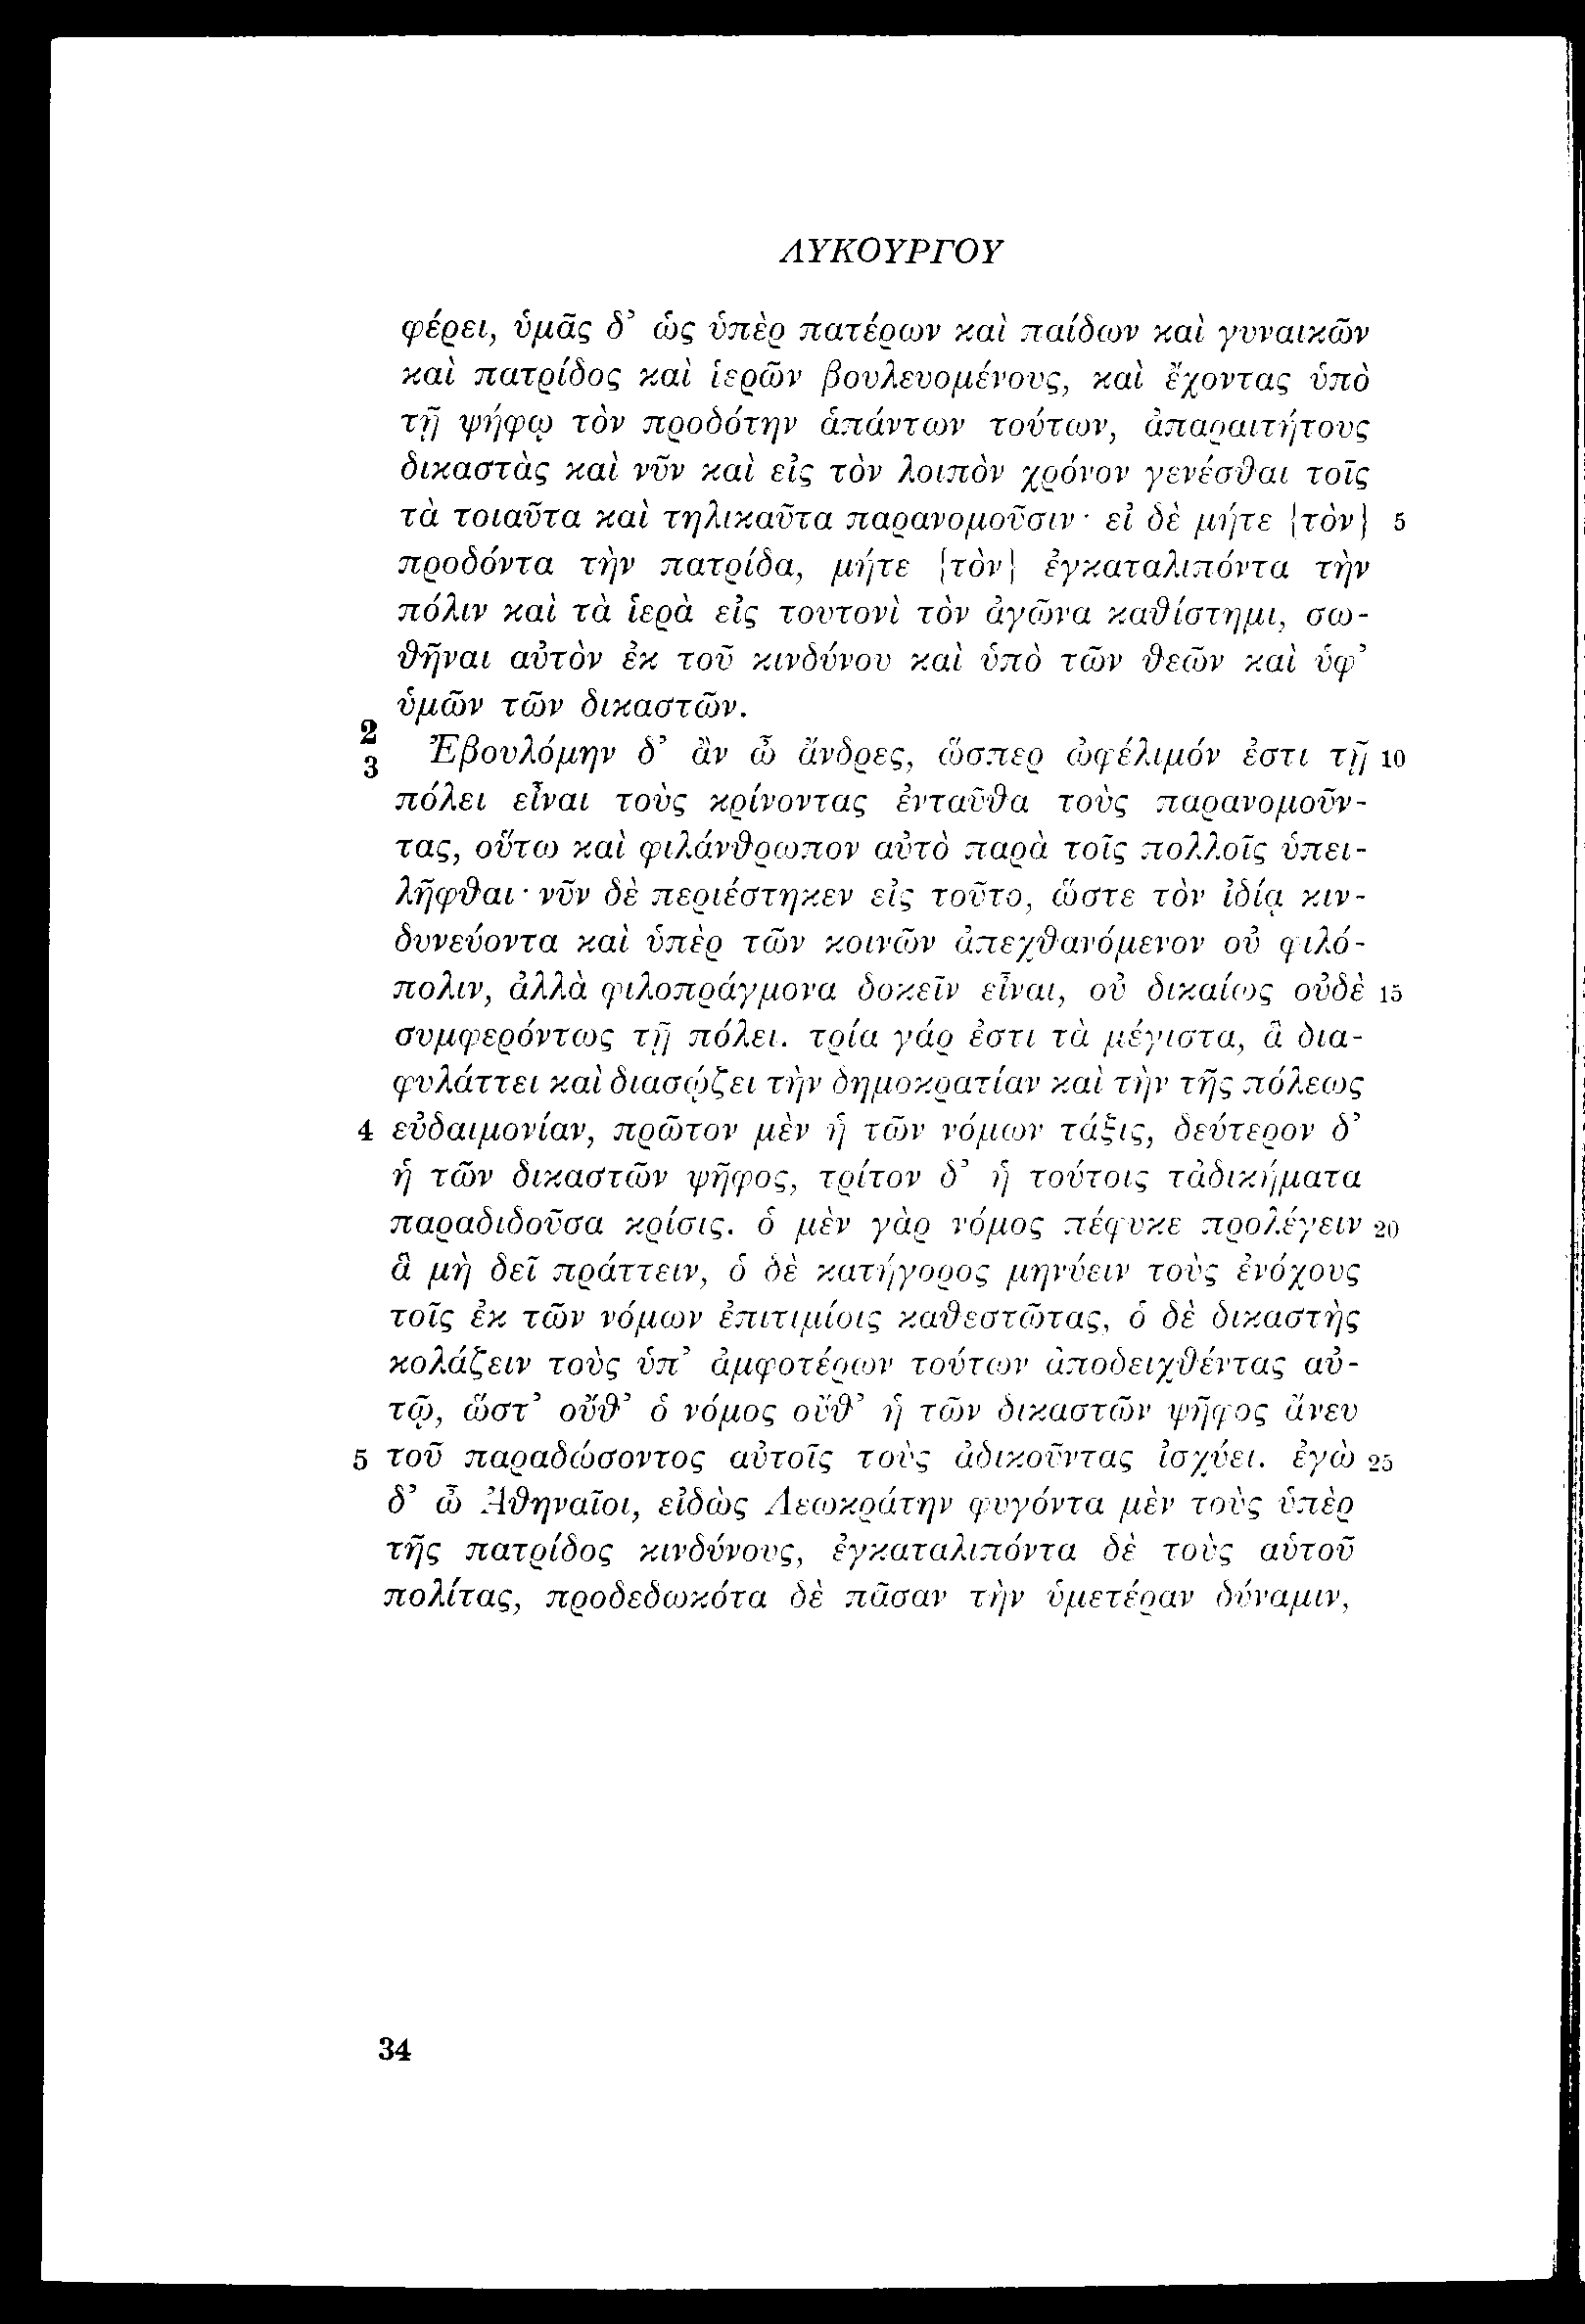 ΛΥΚΟΥΡΓΟΥ
φέρει, ὑμᾶς δ’ ὡς ὑπὲρ πατέρων καὶ παίδων καὶ γυναικῶν
καὶ πατρίδος καὶ ἱερῶν βουλευομένους, καὶ ἔχοντας ὑπὸ
τῇ ψήφῳ τὸν προδότην ἁπάντων τούτων, ἀπαραιτήτους
δικαστὰς καὶ νῦν καὶ εἰς τὸν λοιπὸν χρόνον γενέσθαι τοῖς
τὰ τοιαῦτα καὶ τηλικαῦτα παρανομοῦσιν· εἰ δὲ μήτε {τὸν} 5
προδόντα τὴν πατρίδα, μήτε {τὸν} ἐγκαταλιπόντα τὴν
πόλιν καὶ τὰ ἱερὰ εἰς τουτονὶ τὸν ἀγῶνα καθίστημι, σω-
θῆναι αὐτὸν ἐκ τοῦ κινδύνου καὶ ὑπὸ τῶν θεῶν καὶ ὑφ’
ὑμῶν τῶν δικαστῶν.
2
3 Ἐβουλόμην δ’ ἂν ὦ ἄνδρες, ὥσπερ ὠφέλιμόν ἐστι τῇ 10
πόλει εἶναι τοὺς κρίνοντας ἐνταῦθα τοὺς παρανομοῦν-
τας, οὕτω καὶ φιλάνθρωπον αὐτὸ παρὰ τοῖς πολλοῖς ὑπει-
λῆφθαι· νῦν δὲ περιέστηκεν εἰς τοῦτο, ὥστε τὸν ἰδίᾳ κιν-
δυνεύοντα καὶ ὑπὲρ τῶν κοινῶν ἀπεχθανόμενον οὐ φιλό-
πολιν, ἀλλὰ φιλοπράγμονα δοκεῖν εἶναι, οὐ δικαίως οὐδὲ 15
συμφερόντως τῇ πόλει. τρία γάρ ἐστι τὰ μέγιστα, ἃ δια-
φυλάττει καὶ διασῴζει τὴν δημοκρατίαν καὶ τὴν τῆς πόλεως
4 εὐδαιμονίαν, πρῶτον μὲν ἡ τῶν νόμων τάξις, δεύτερον δ’
ἡ τῶν δικαστῶν ψῆφος, τρίτον δ’ ἡ τούτοις τἀδικήματα
παραδιδοῦσα κρίσις. ὁ μὲν γὰρ νόμος πέφυκε προλέγειν 20
ἃ μὴ δεῖ πράττειν, ὁ δὲ κατήγορος μηνύειν τοὺς ἐνόχους
τοῖς ἐκ τῶν νόμων ἐπιτιμίοις καθεστῶτας, ὁ δὲ δικαστὴς
κολάζειν τοὺς ὑπ’ ἀμφοτέρων τούτων ἀποδειχθέντας αὐ-
τῷ, ὥστ’ οὔθ’ ὁ νόμος οὔθ’ ἡ τῶν δικαστῶν ψῆφος ἄνευ
5 τοῦ παραδώσοντος αὐτοῖς τοὺς ἀδικοῦντας ἰσχύει. ἐγὼ 25
δ’ ὦ Ἀθηναῖοι, εἰδὼς Λεωκράτην φυγόντα μὲν τοὺς ὑπὲρ
τῆς πατρίδος κινδύνους, ἐγκαταλιπόντα δὲ τοὺς αὑτοῦ
πολίτας, προδεδωκότα δὲ πᾶσαν τὴν ὑμετέραν δύναμιν,
34